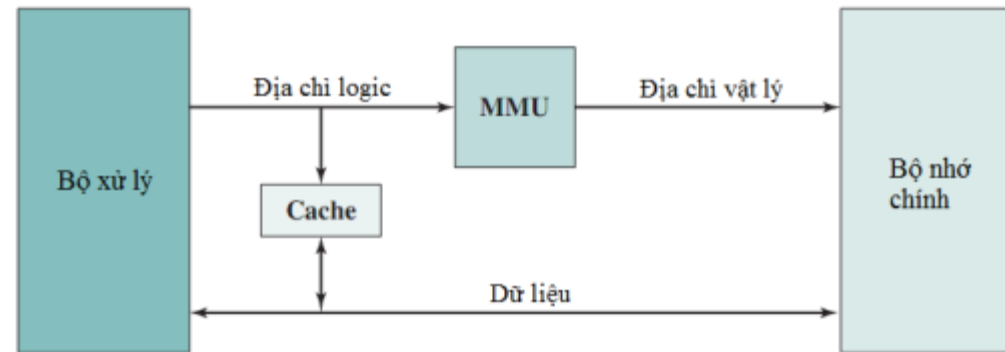 Địa chỉ logic
Địa chỉ vật lý
MMU
Bộ xử lý
Bộ nhớ
chính
Cache
Dữ liệu